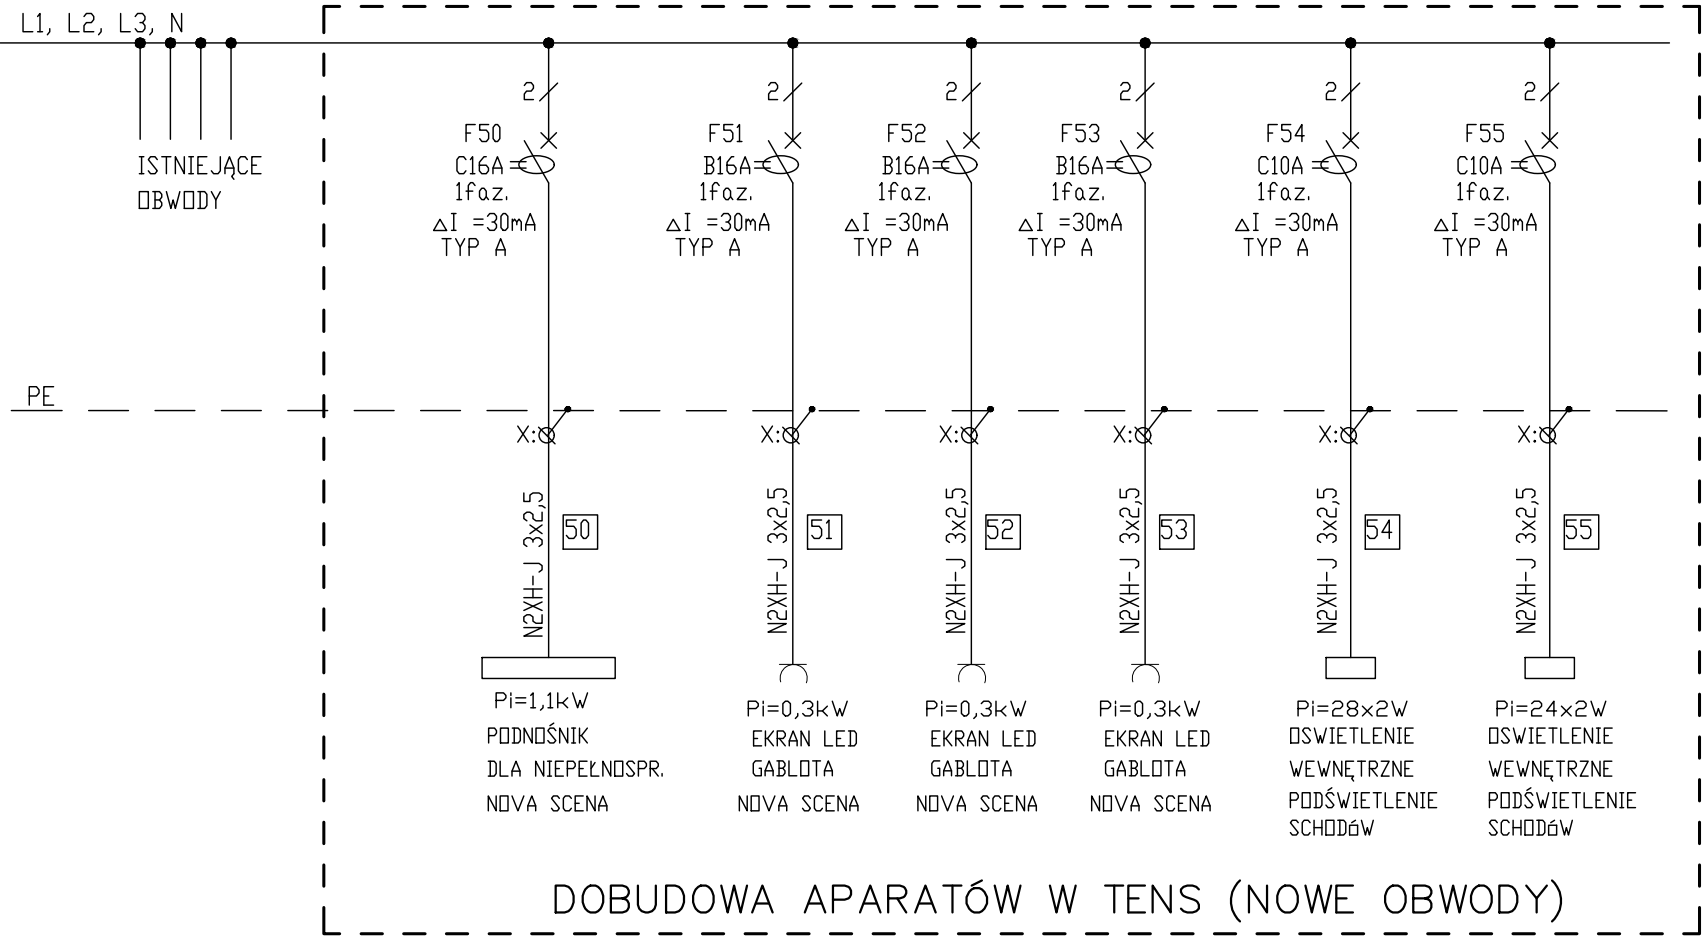 L1, L2, L3, N
ISTNIEJĄCE
OBWODY
PE
2
F50
C16A
1faz.
△I =30mA
TYP A
X:
N2XH-J 3x2,5
50
Pi=1,1kW
PODNOŚNIK
DLA NIEPEŁNOSPR.
NOVA SCENA
2
F51
B16A
1faz.
△I =30mA
TYP A
X:
N2XH-J 3x2,5
51
Pi=0,3kW
EKRAN LED
GABLOTA
NOVA SCENA
2
F52
B16A
1faz.
△I =30mA
TYP A
X:
N2XH-J 3x2,5
52
Pi=0,3kW
EKRAN LED
GABLOTA
NOVA SCENA
2
F53
B16A
1faz.
△I =30mA
TYP A
X:
N2XH-J 3x2,5
53
Pi=0,3kW
EKRAN LED
GABLOTA
NOVA SCENA
2
F54
C10A
1faz.
△I =30mA
TYP A
X:
N2XH-J 3x2,5
54
Pi=28x2W
OSWIETLENIE
WEWNĘTRZNE
PODŚWIETLENIE
SCHODóW
2
F55
C10A
1faz.
△I =30mA
TYP A
X:
N2XH-J 3x2,5
55
Pi=24x2W
OSWIETLENIE
WEWNĘTRZNE
PODŚWIETLENIE
SCHODóW
DOBUDOWA APARATÓW W TENS (NOWE OBWODY)